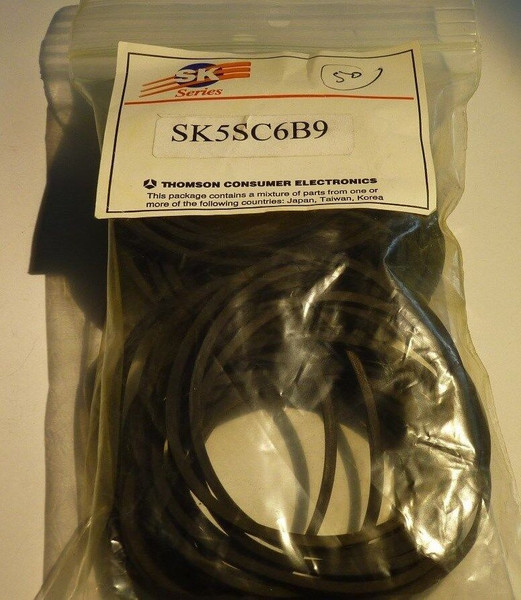 SK
Series
50
SK5SC6B9
THOMSON CONSUMER ELECTRONICS
This package contains a mixture of parts from one or
more of the following countries: Japan, Taiwan, Korea